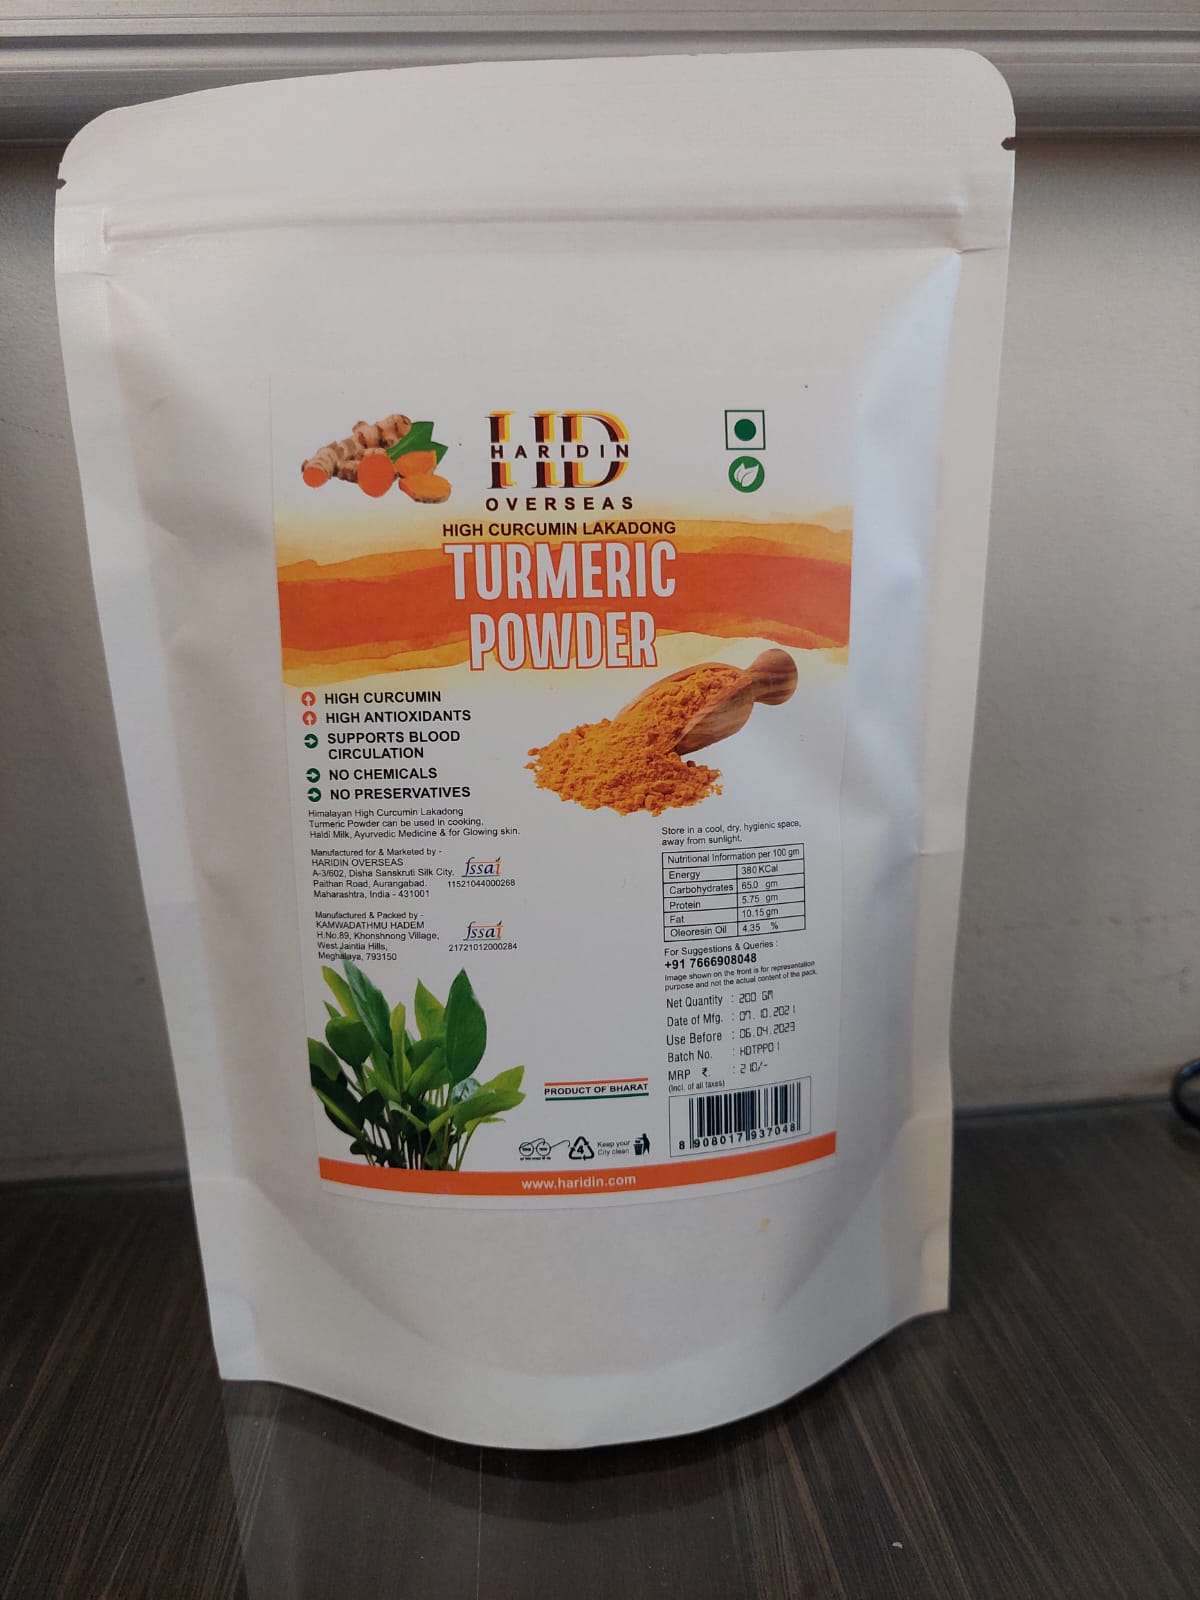 HD
HARIDIN
OVERSEAS
HIGH CURCUMIN LAKADONG
TURMERIC
POWDER
HIGH CURCUMIN
HIGH ANTIOXIDANTS
SUPPORTS BLOOD
CIRCULATION
NO CHEMICALS
NO PRESERVATIVES
Himalayan High Curcumin Lakadong
Turmeric Powder can be used in cooking,
Haldi Milk, Ayurvedic Medicine & for Glowing skin.
Manufactured for & Marketed by -
HARIDIN OVERSEAS
A-3/602, Disha Sanskruti Silk City,
Paithan Road, Aurangabad.
Maharashtra, India - 431001
fssai
11521044000268
Manufactured & Packed by -
KAMWADATHMU HADEM
H.No.89, Khonshnong Village,
West Jaintia Hills,
Meghalaya, 793150
fssai
21721012000284
Store in a cool, dry, hygienic space,
away from sunlight.
Nutritional Information per 100 gm
Energy 380 KCal
Carbohydrates 65.0 gm
Protein 5.75 gm
Fat 10.15 gm
Oleoresin Oil 4.35 %
For Suggestions & Queries :
+91 7666908048
Image shown on the front is for representation
purpose and not the actual content of the pack.
Net Quantity : 200 GM
Date of Mfg. : 07.10.2021
Use Before : 06.04.2023
Batch No. : HDTPP01
MRP ₹. : 210/-
(Incl. of all taxes)
8 908017 937048
PRODUCT OF BHARAT
4
Keep your
City clean
www.haridin.com